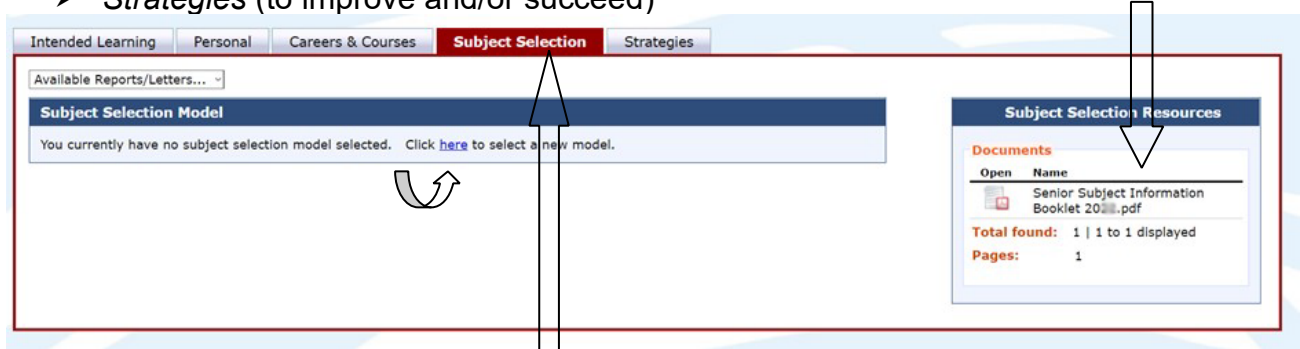 ➢ Strategies (to improve and/or succeed)
Intended Learning Personal Careers & Courses Subject Selection Strategies
Available Reports/Letters...
Subject Selection Model
You currently have no subject selection model selected. Click here to select a new model.
Subject Selection Resources
Documents
Open Name
Senior Subject Information
Booklet 20 .pdf
Total found: 1 | 1 to 1 displayed
Pages: 1